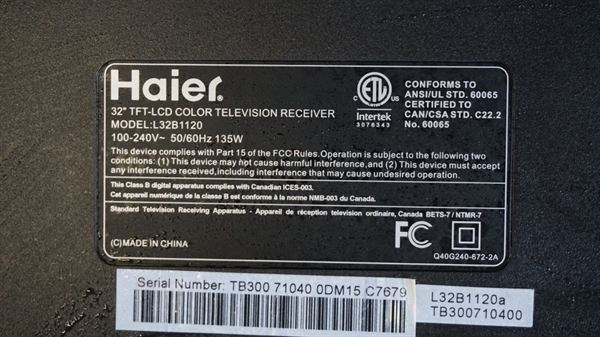 Haier
32" TFT-LCD COLOR TELEVISION RECEIVER
MODEL:L32B1120
100-240V~ 50/60Hz 135W
C ETL US
LISTED
Intertek
3076343
CONFORMS TO
ANSI/UL STD. 60065
CERTIFIED TO
CAN/CSA STD. C22.2
No. 60065
This device complies with Part 15 of the FCC Rules.Operation is subject to the following two
conditions: (1) This device may not cause harmful interference,and (2) This device must accept
any interference received,including interference that may cause undesired operation.
This Class B digital apparatus complies with Canadian ICES-003.
Cet appareil numérique de la classe B est conforme à la norme NMB-003 du Canada.
Standard Television Receiving Apparatus - Appareil de réception television ordinaire, Canada BETS-7 / NTMR-7
(C)MADE IN CHINA
FC
Q40G240-672-2A
Serial Number: TB300 71040 0DM15 C7679
L32B1120a
TB300710400